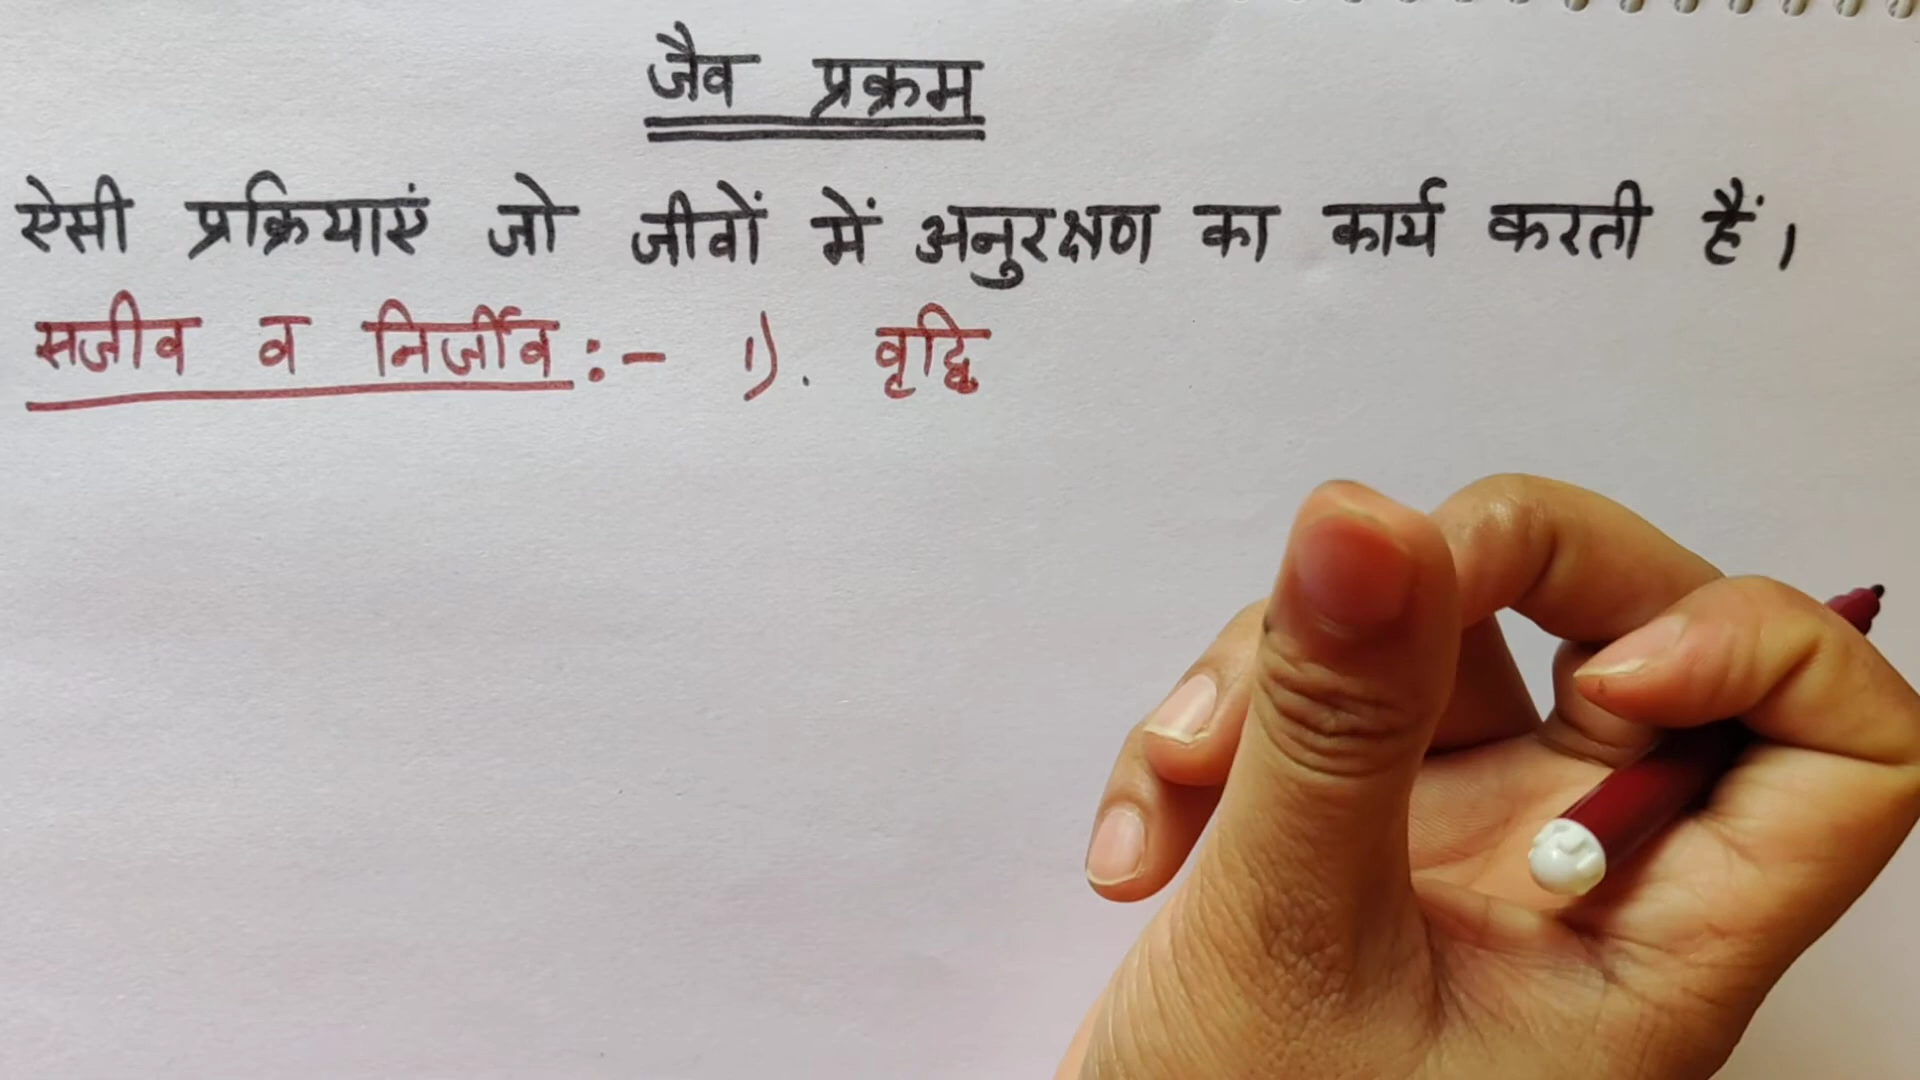 जैव प्रक्रम
ऐसी प्रक्रियाएं जो जीवों में अनुरक्षण का कार्य करती हैं।
सजीव व निर्जीव :- 1). वृद्धि